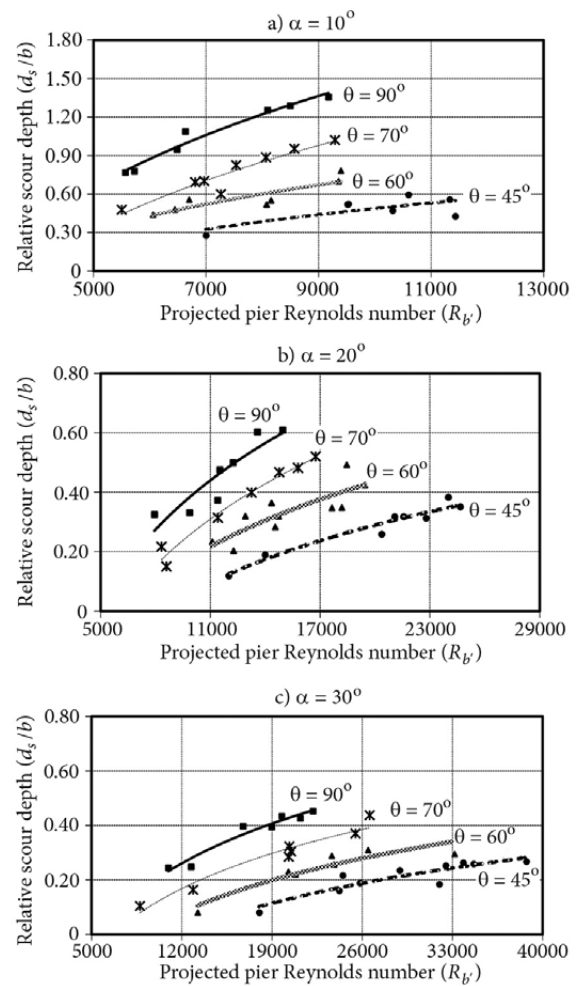 a) α = 10°
Relative scour depth (ds/b)
1.80
1.50
1.20
0.90
0.60
0.30
0
θ = 90°
θ = 70°
θ = 60°
θ = 45°
5000 7000 9000 11000 13000
Projected pier Reynolds number (Rb′)
b) α = 20°
Relative scour depth (ds/b)
0.80
0.60
0.40
0.20
0
θ = 90°
θ = 70°
θ = 60°
θ = 45°
5000 11000 17000 23000 29000
Projected pier Reynolds number (Rb′)
c) α = 30°
Relative scour depth (ds/b)
0.80
0.60
0.40
0.20
0
θ = 90°
θ = 70°
θ = 60°
θ = 45°
5000 12000 19000 26000 33000 40000
Projected pier Reynolds number (Rb′)